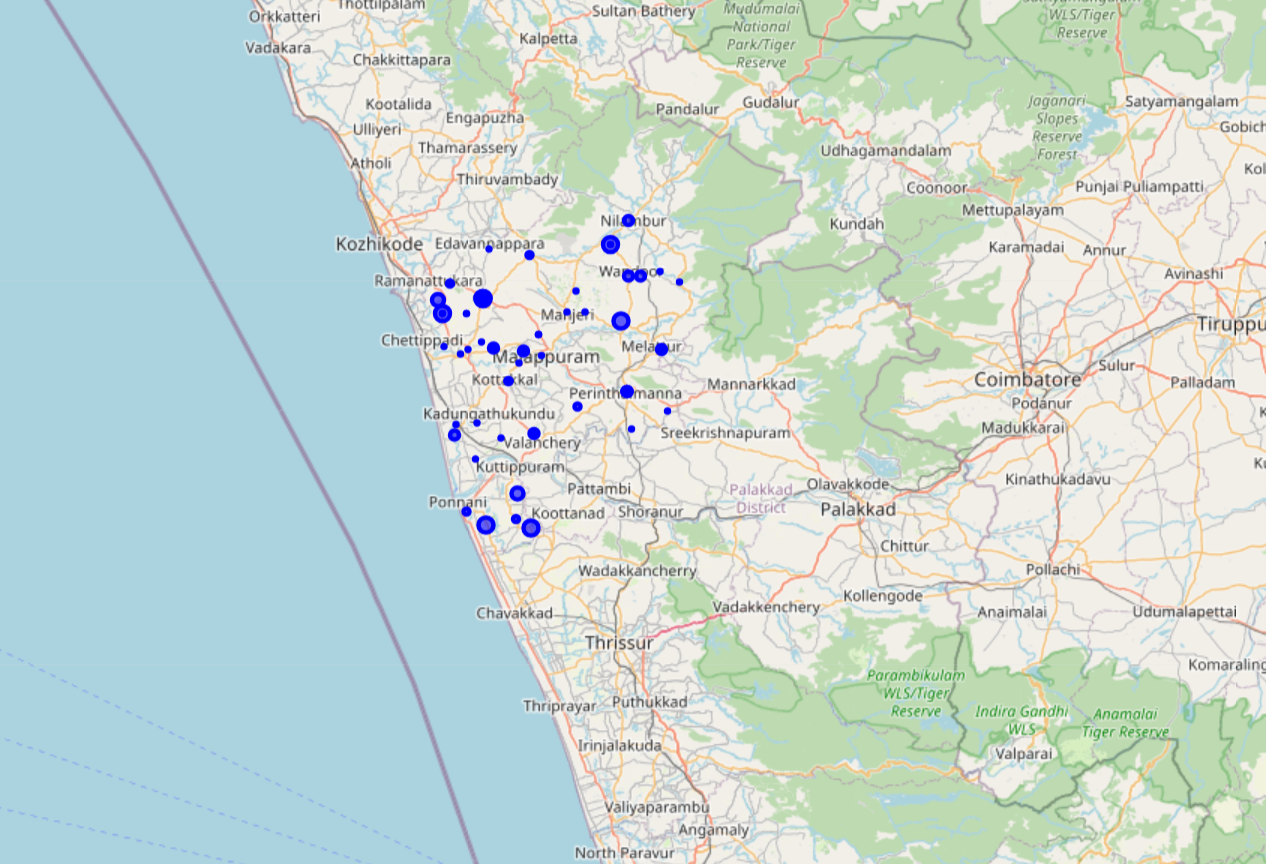 Thottilpalam
Orkkatteri
Sultan Bathery
Mudumalai
National
Park/Tiger
Reserve
WLS/Tiger
Reserve
Vadakara
Kalpetta
Chakkittapara
Kootalida
Engapuzha
Pandalur
Gudalur
Jaganari
Slopes
Reserve
Forest
Satyamangalam
Gobich
Ulliyeri
Thamarassery
Udhagamandalam
Atholi
Thiruvambady
Coonoor
Punjai Puliampatti
Kol
Mettupalayam
Nilambur
Kundah
Kozhikode
Edavannappara
Karamadai
Annur
Ramanattukara
Wandoor
Avinashi
Manjeri
Tiruppu
Chettippadi
Malappuram
Melattur
Sulur
Kottakkal
Perinthalmanna
Mannarkkad
Coimbatore
Palladam
Podanur
Kadungathukundu
Madukkarai
Valanchery
Sreekrishnapuram
Kuttippuram
Kinathukadavu
Ku
Pattambi
Palakkad
District
Olavakkode
Ponnani
Koottanad
Shoranur
Palakkad
Chittur
Wadakkancherry
Pollachi
Kollengode
Chavakkad
Vadakkenchery
Anaimalai
Udumalapettai
Thrissur
Komaraling
Parambikulam
WLS/Tiger
Reserve
Thriprayar
Puthukkad
Indira Gandhi
WLS
Anamalai
Tiger Reserve
Irinjalakuda
Valparai
Valiyaparambu
Angamaly
North Paravur